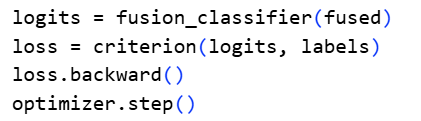 logits = fusion_classifier(fused)
loss = criterion(logits, labels)
loss.backward()
optimizer.step()